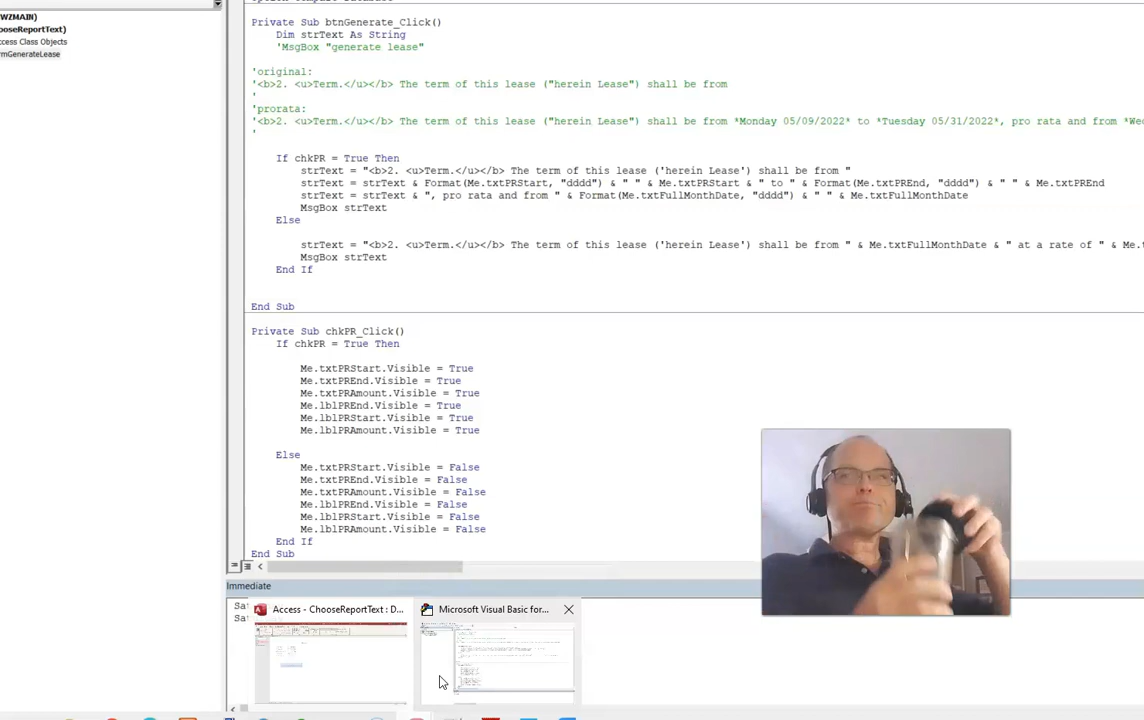 WZMAIN)
ooseReportText)
ccess Class Objects
rmGenerateLease
Private Sub btnGenerate_Click()
Dim strText As String
'MsgBox "generate lease"
'original:
'<b>2. <u>Term.</u></b> The term of this lease ("herein Lease") shall be from
'
'prorata:
'<b>2. <u>Term.</u></b> The term of this lease ("herein Lease") shall be from *Monday 05/09/2022* to *Tuesday 05/31/2022*, pro rata and from *Wed
'
If chkPR = True Then
strText = "<b>2. <u>Term.</u></b> The term of this lease ('herein Lease') shall be from "
strText = strText & Format(Me.txtPRStart, "dddd") & " " & Me.txtPRStart & " to " & Format(Me.txtPREnd, "dddd") & " " & Me.txtPREnd
strText = strText & ", pro rata and from " & Format(Me.txtFullMonthDate, "dddd") & " " & Me.txtFullMonthDate
MsgBox strText
Else
strText = "<b>2. <u>Term.</u></b> The term of this lease ('herein Lease') shall be from " & Me.txtFullMonthDate & " at a rate of " & Me.t
MsgBox strText
End If
End Sub
Private Sub chkPR_Click()
If chkPR = True Then
Me.txtPRStart.Visible = True
Me.txtPREnd.Visible = True
Me.txtPRAmount.Visible = True
Me.lblPREnd.Visible = True
Me.lblPRStart.Visible = True
Me.lblPRAmount.Visible = True
Else
Me.txtPRStart.Visible = False
Me.txtPREnd.Visible = False
Me.txtPRAmount.Visible = False
Me.lblPREnd.Visible = False
Me.lblPRStart.Visible = False
Me.lblPRAmount.Visible = False
End If
End Sub
Immediate
Sa
Sat
Access - ChooseReportText : D...
Microsoft Visual Basic for...